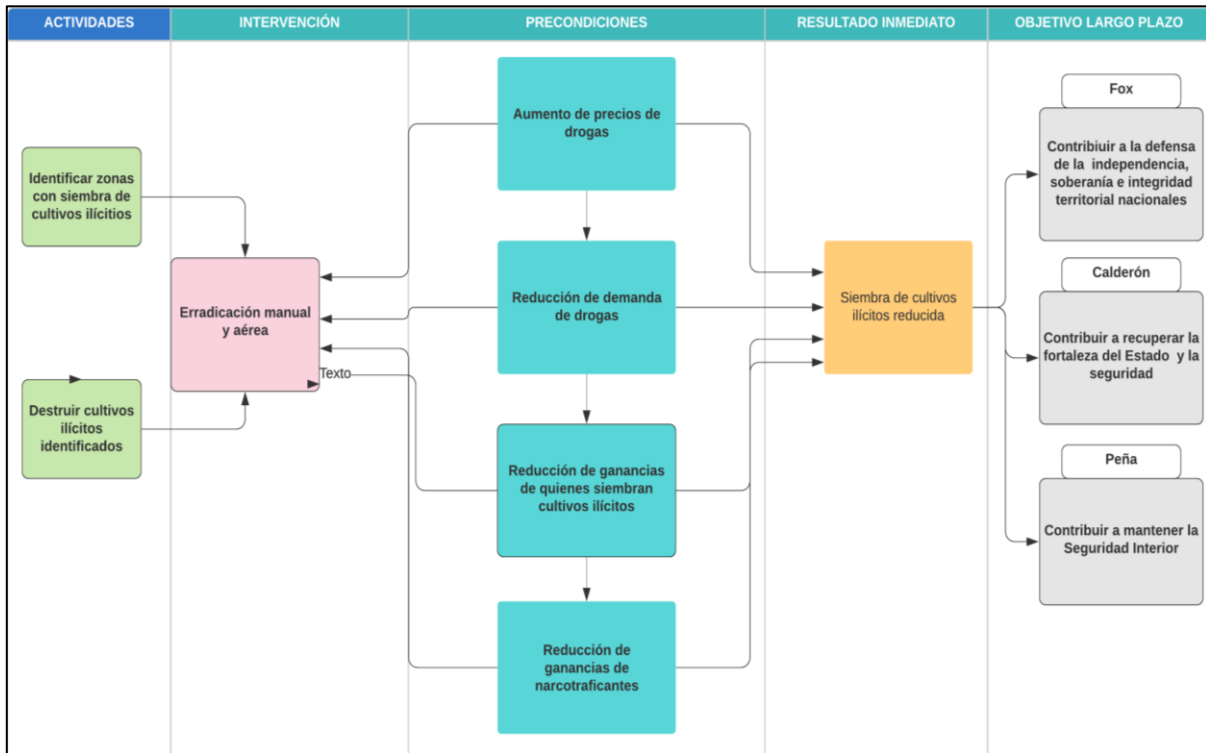 ACTIVIDADES
INTERVENCIÓN
PRECONDICIONES
RESULTADO INMEDIATO
OBJETIVO LARGO PLAZO
Identificar zonas
con siembra de
cultivos ilícitios
Destruir cultivos
ilícitos
identificados
Erradicación manual
y aérea
Texto
Aumento de precios de
drogas
Reducción de demanda
de drogas
Reducción de ganancias
de quienes siembran
cultivos ilícitos
Reducción de
ganancias de
narcotraficantes
Siembra de cultivos
ilícitos reducida
Fox
Contribiuir a la defensa
de la independencia,
soberanía e integridad
territorial nacionales
Calderón
Contribuir a recuperar la
fortaleza del Estado y la
seguridad
Peña
Contribuir a mantener la
Seguridad Interior